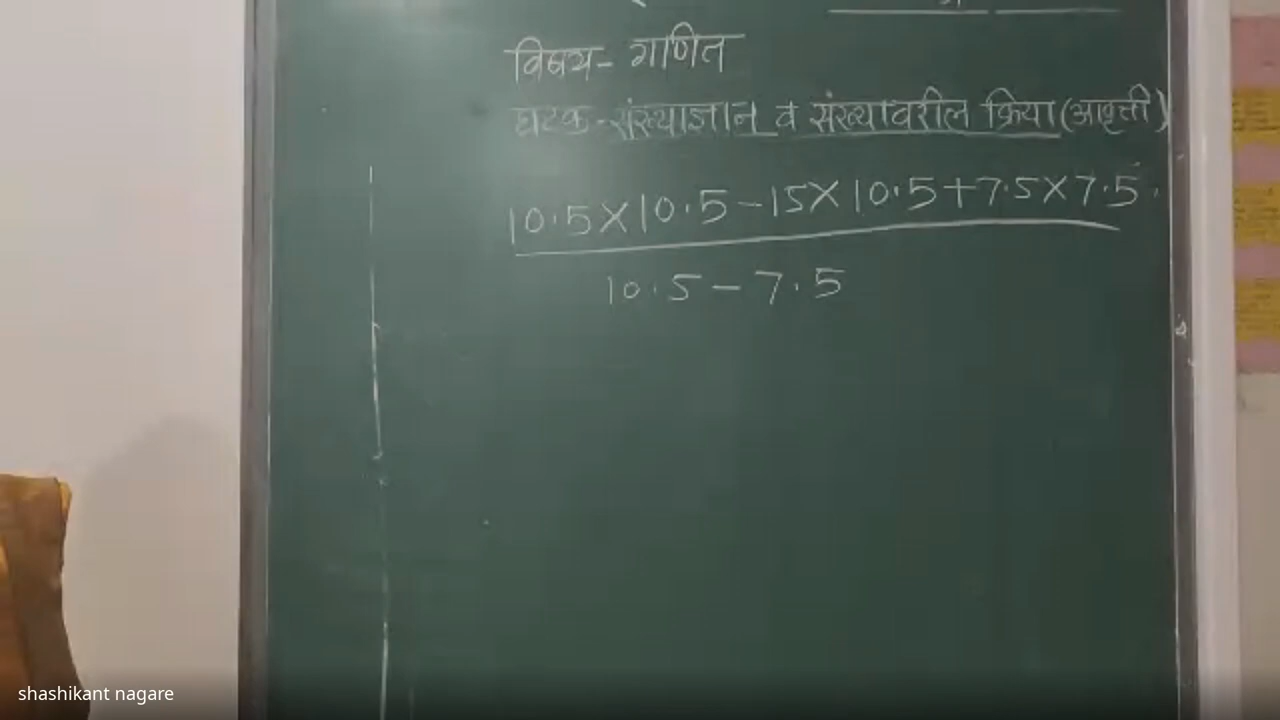 विषय- गणित
घटक-संख्याज्ञान व संख्यावरील क्रिया(आवृत्ती)
10.5×10.5-15×10.5+7.5×7.5
10.5-7.5
shashikant nagare